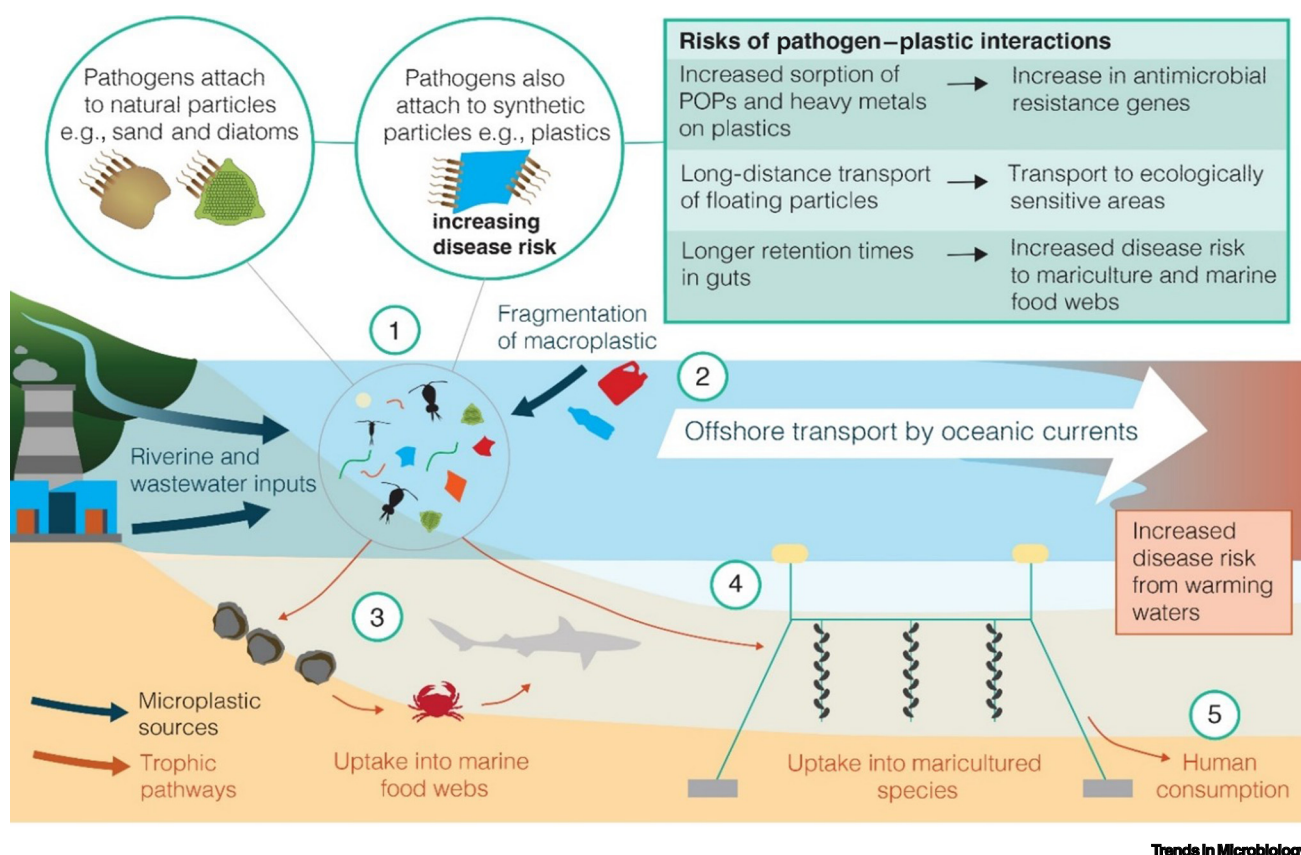 Pathogens attach
to natural particles
e.g., sand and diatoms
Pathogens also
attach to synthetic
particles e.g., plastics
increasing
disease risk
Risks of pathogen–plastic interactions
Increased sorption of
POPs and heavy metals
on plastics
Increase in antimicrobial
resistance genes
Long-distance transport
of floating particles
Transport to ecologically
sensitive areas
Longer retention times
in guts
Increased disease risk
to mariculture and marine
food webs
1
Fragmentation
of macroplastic
2
Offshore transport by oceanic currents
Riverine and
wastewater inputs
Increased
disease risk
from warming
waters
3
4
5
Microplastic
sources
Trophic
pathways
Uptake into marine
food webs
Uptake into maricultured
species
Human
consumption
Trends in Microbiology